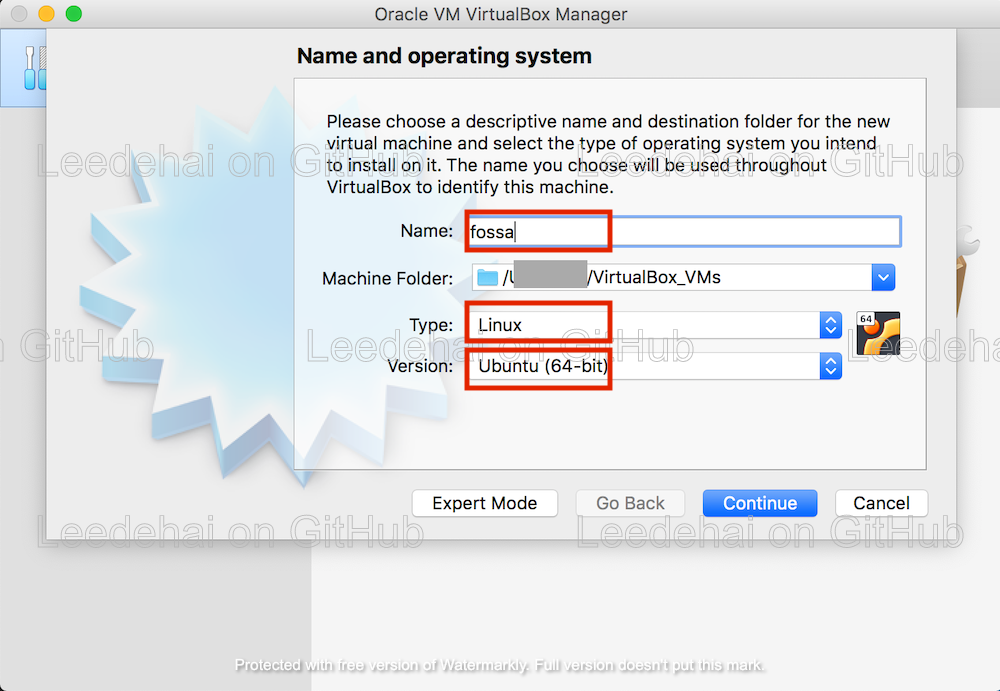 Oracle VM VirtualBox Manager
Name and operating system
Please choose a descriptive name and destination folder for the new
virtual machine and select the type of operating system you intend
to install on it. The name you choose will be used throughout
VirtualBox to identify this machine.
Leedehai on GitHub
Leedehai on GitHub
Name: fossa
Machine Folder: /U /VirtualBox_VMs
Type: Linux
64
GitHub
Leedehai on GitHub
Leedeha
Version: Ubuntu (64-bit)
Expert Mode
Go Back
Continue
Cancel
Leedehai on GitHub
Leedehai on GitHub
Protected with free version of Watermarkly. Full version doesn't put this mark.